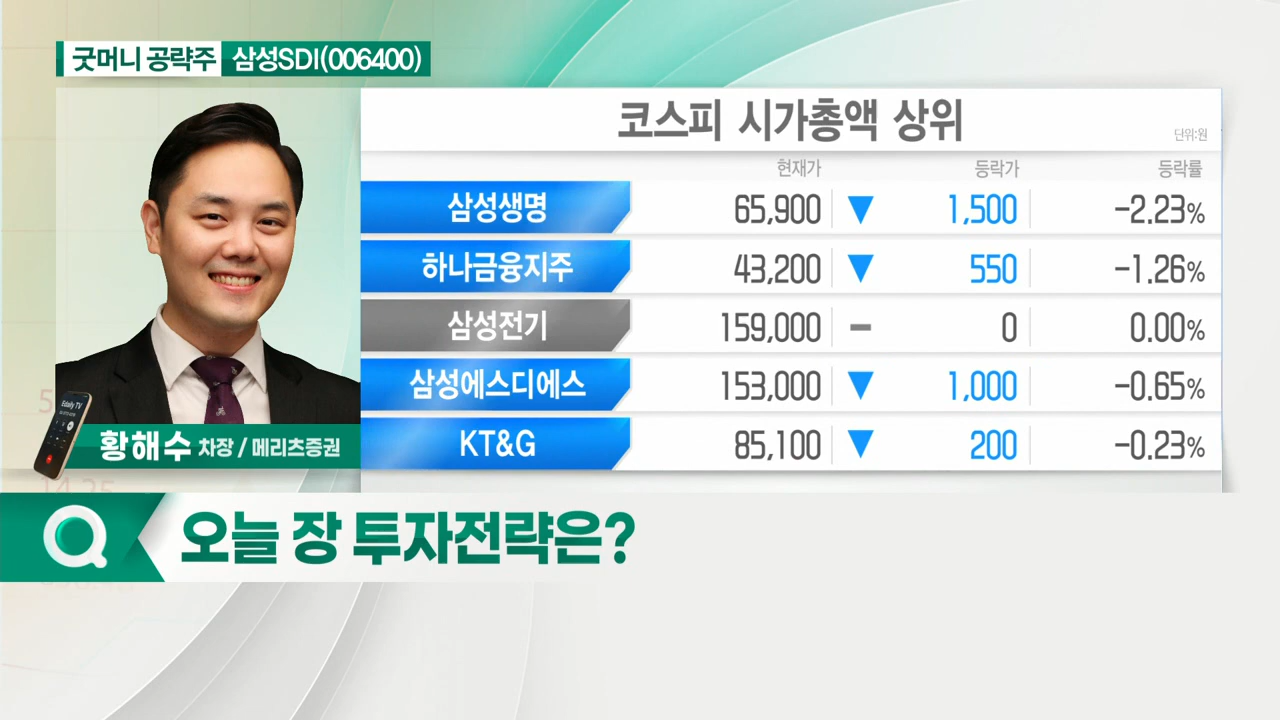 굿머니 공략주 삼성SDI(006400)
코스피 시가총액 상위
단위:원
현재가 등락가 등락률
삼성생명 65,900 ▼ 1,500 -2.23%
하나금융지주 43,200 ▼ 550 -1.26%
삼성전기 159,000 - 0 0.00%
삼성에스디에스 153,000 ▼ 1,000 -0.65%
KT&G 85,100 ▼ 200 -0.23%
Edaily TV
황해수 차장 / 메리츠증권
Q 오늘 장 투자전략은?